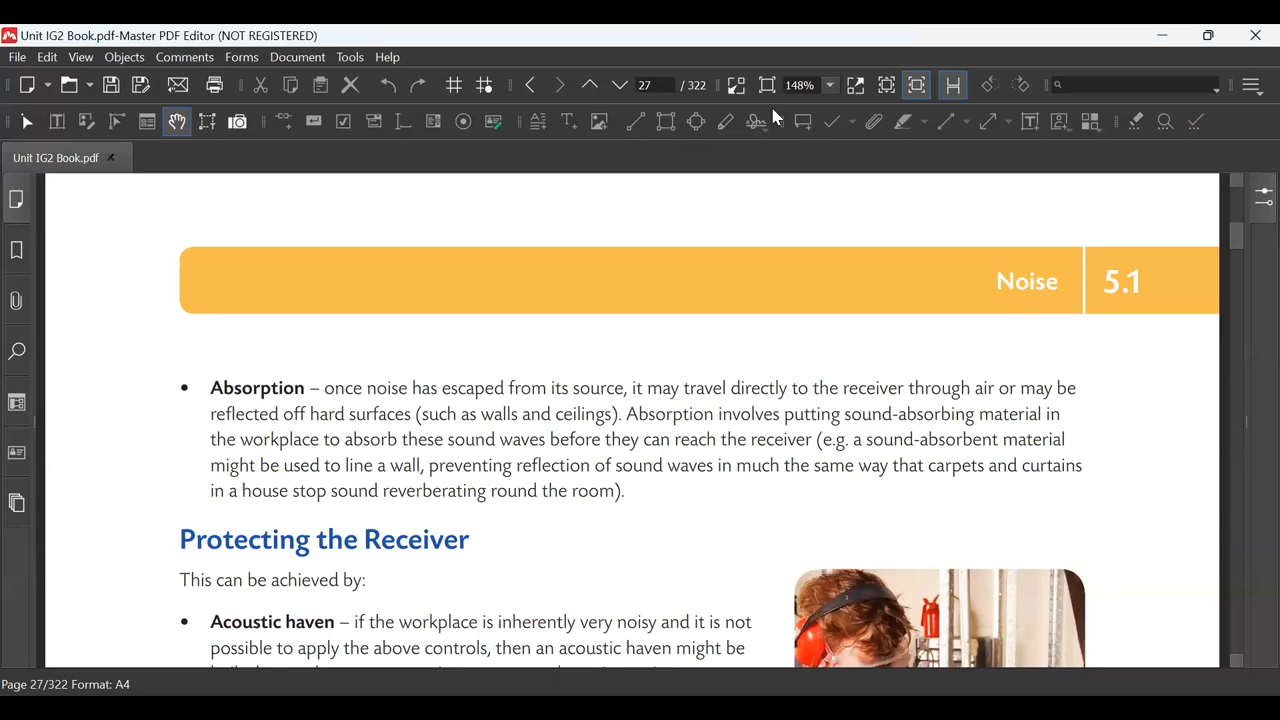 Unit IG2 Book.pdf-Master PDF Editor (NOT REGISTERED)
File Edit View Objects Comments Forms Document Tools Help
27 / 322 148%
Unit IG2 Book.pdf
Noise 5.1
• Absorption – once noise has escaped from its source, it may travel directly to the receiver through air or may be
reflected off hard surfaces (such as walls and ceilings). Absorption involves putting sound-absorbing material in
the workplace to absorb these sound waves before they can reach the receiver (e.g. a sound-absorbent material
might be used to line a wall, preventing reflection of sound waves in much the same way that carpets and curtains
in a house stop sound reverberating round the room).
Protecting the Receiver
This can be achieved by:
• Acoustic haven – if the workplace is inherently very noisy and it is not
possible to apply the above controls, then an acoustic haven might be
Page 27/322 Format: A4